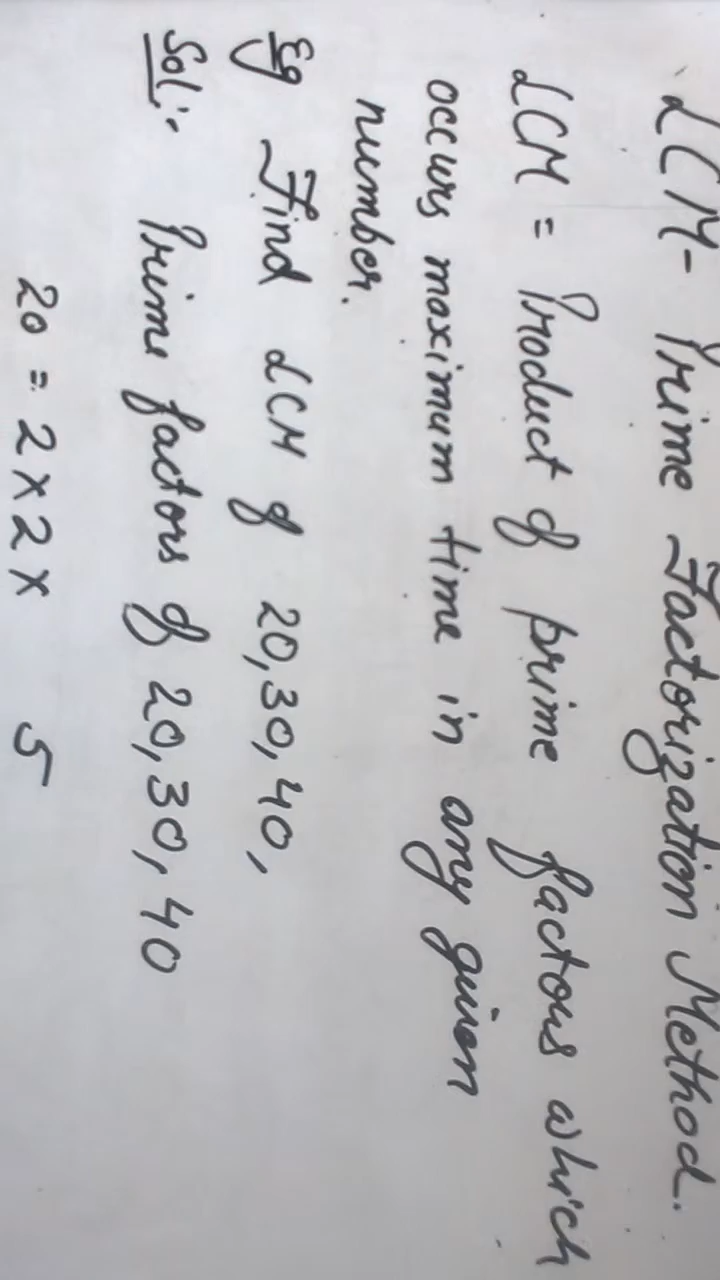 LCM- Prime Factorization Method.
LCM = Product of prime factors which
occurs maximum time in any given
number.
Eg Find LCM of 20,30,40,
Sol:- Prime factors of 20,30,40
20 = 2×2× 5